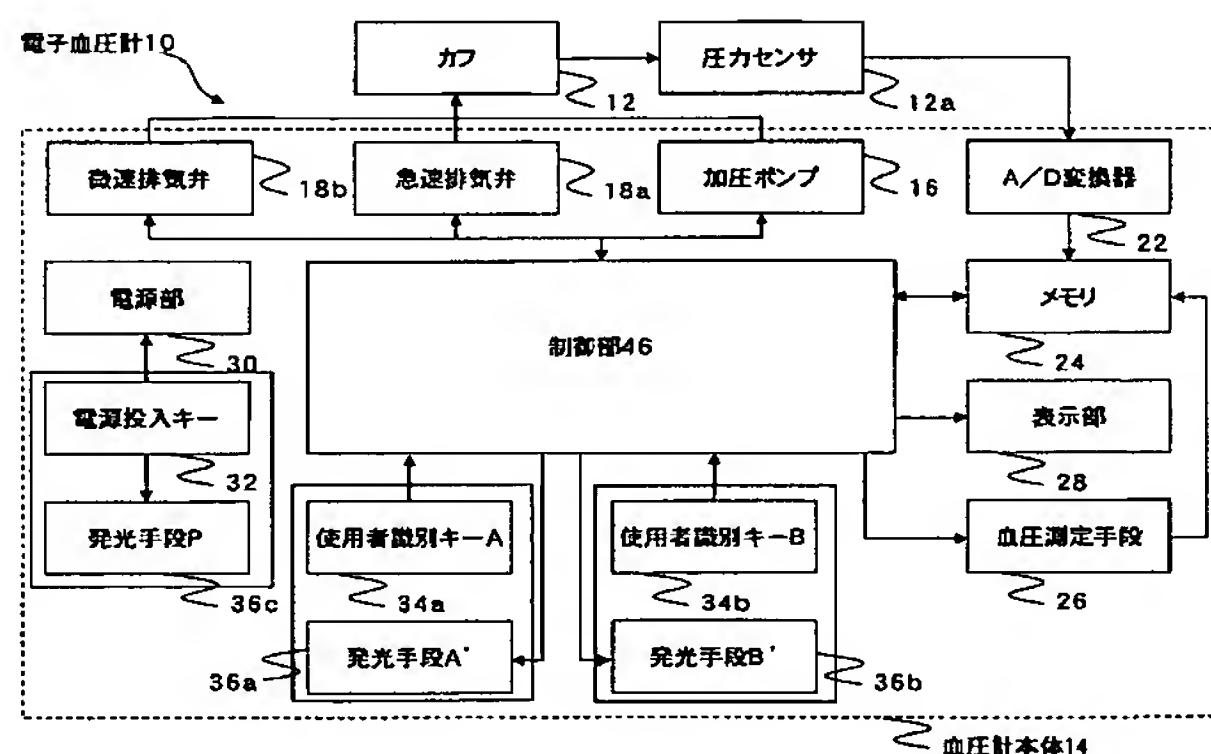 電子血圧計10
カフ
圧力センサ
12
12a
微速排気弁
急速排気弁
加圧ポンプ
A/D変換器
18b
18a
16
22
電源部
制御部46
メモリ
30
24
電源投入キー
表示部
32
28
発光手段P
使用者識別キーA
使用者識別キーB
血圧測定手段
36c
34a
34b
26
発光手段A'
発光手段B'
36a
36b
血圧計本体14